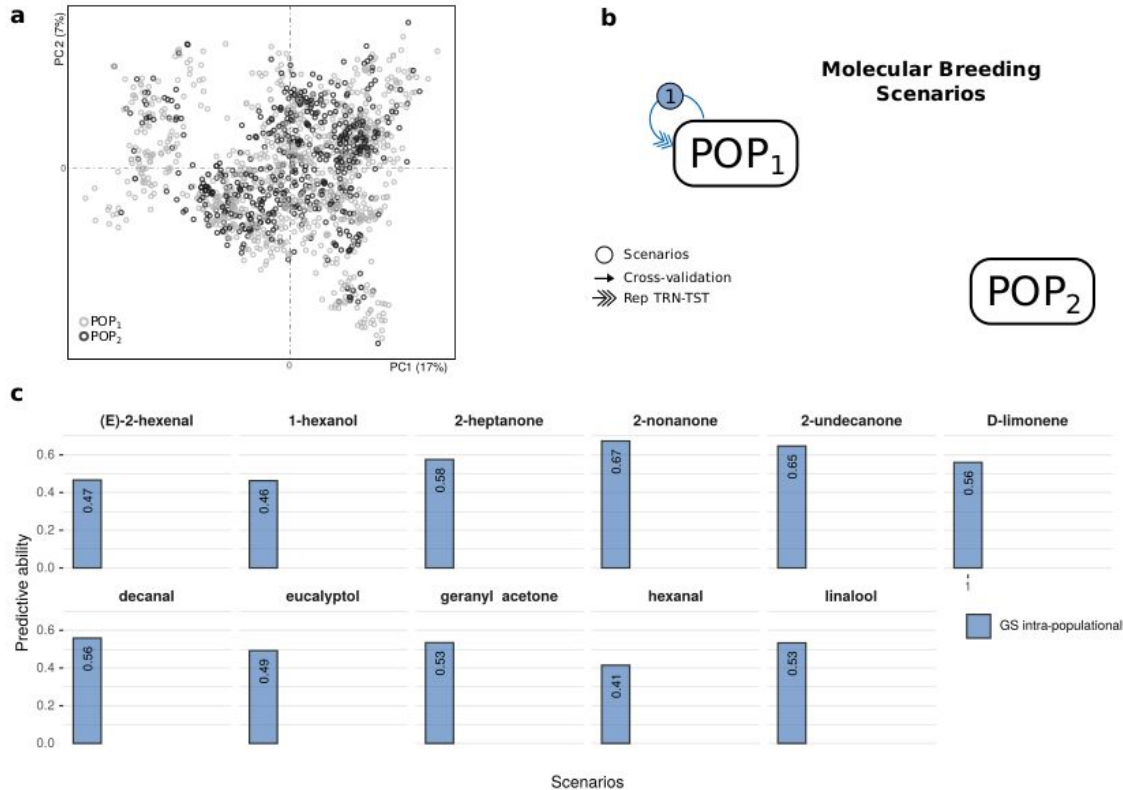 a
PC2 (7%)
0
POP1
POP2
0
PC1 (17%)
b
Molecular Breeding
Scenarios
1
POP1
Scenarios
Cross-validation
Rep TRN-TST
POP2
c
(E)-2-hexenal 1-hexanol 2-heptanone 2-nonanone 2-undecanone D-limonene
Predictive ability
0.6
0.4
0.2
0.0
0.47 0.46 0.58 0.67 0.65 0.56
1
decanal eucalyptol geranyl acetone hexanal linalool
0.6
0.4
0.2
0.0
0.56 0.49 0.53 0.41 0.53
GS intra-populational
Scenarios